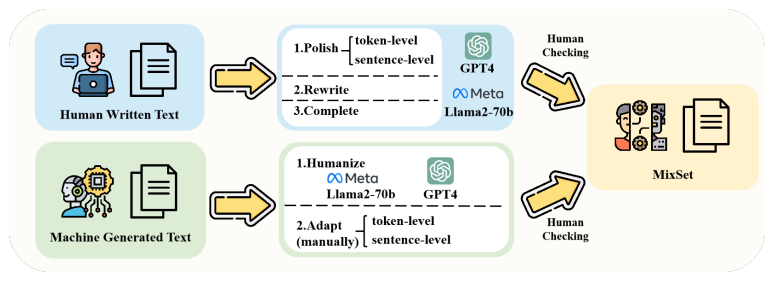 Human Written Text
1.Polish
token-level
sentence-level
2.Rewrite
3.Complete
GPT4
Meta
Llama2-70b
Human
Checking
Machine Generated Text
1.Humanize
Meta
Llama2-70b
GPT4
2.Adapt
(manually)
token-level
sentence-level
Human
Checking
MixSet